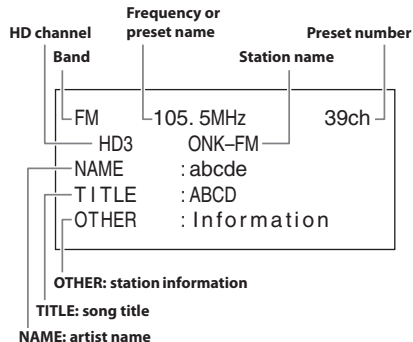 Frequency or
preset name
HD channel
Preset number
Band
Station name
FM 105. 5MHz 39ch
HD3 ONK–FM
NAME : abcde
TITLE : ABCD
OTHER : Information
OTHER: station information
TITLE: song title
NAME: artist name